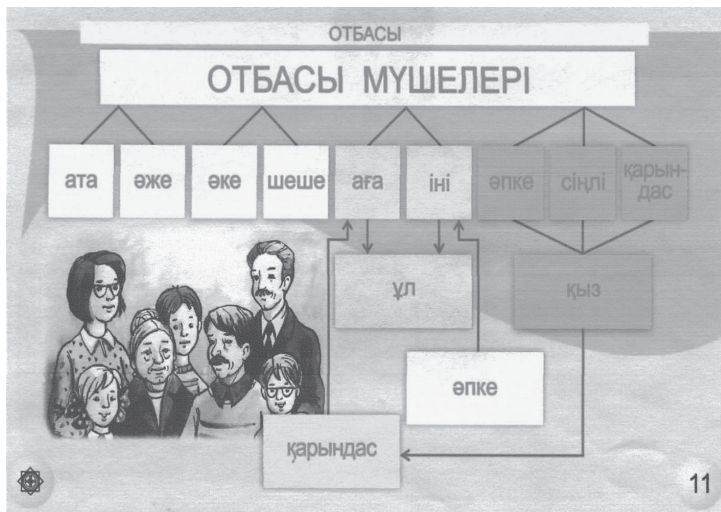 ОТБАСЫ
ОТБАСЫ МҮШЕЛЕРІ
ата әже әке шеше аға іні әпке сіңлі қарын-
дас
ұл қыз
әпке
қарындас
11